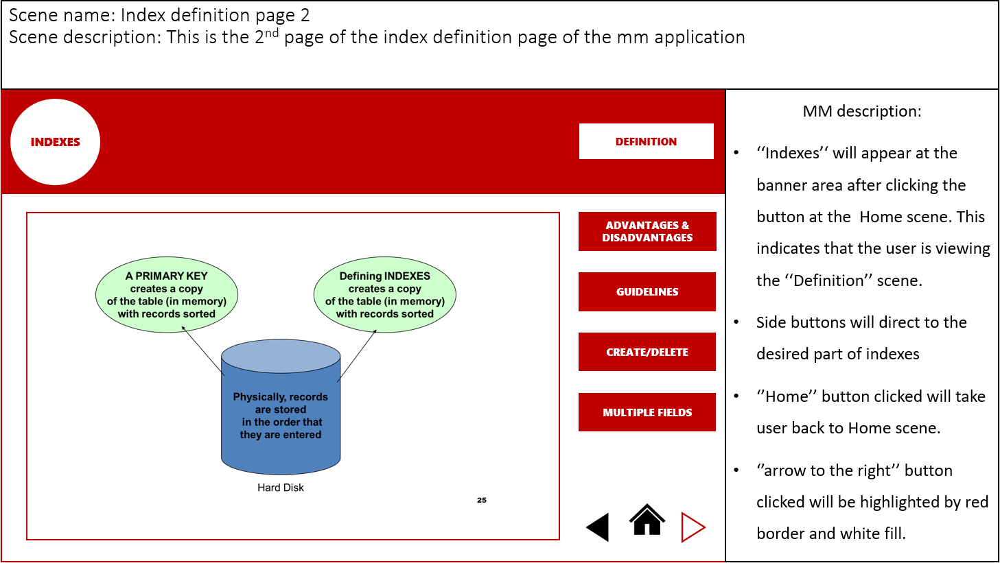 Scene name: Index definition page 2
Scene description: This is the 2nd page of the index definition page of the mm application
INDEXES
DEFINITION
A PRIMARY KEY
creates a copy
of the table (in memory)
with records sorted
Defining INDEXES
creates a copy
of the table (in memory)
with records sorted
Physically, records
are stored
in the order that
they are entered
Hard Disk
25
ADVANTAGES &
DISADVANTAGES
GUIDELINES
CREATE/DELETE
MULTIPLE FIELDS
MM description:
• ‘‘Indexes’‘ will appear at the
banner area after clicking the
button at the  Home scene. This
indicates that the user is viewing
the ‘‘Definition’’ scene.
• Side buttons will direct to the
desired part of indexes
• ‘’Home’’ button clicked will take
user back to Home scene.
• ‘’arrow to the right’’ button
clicked will be highlighted by red
border and white fill.